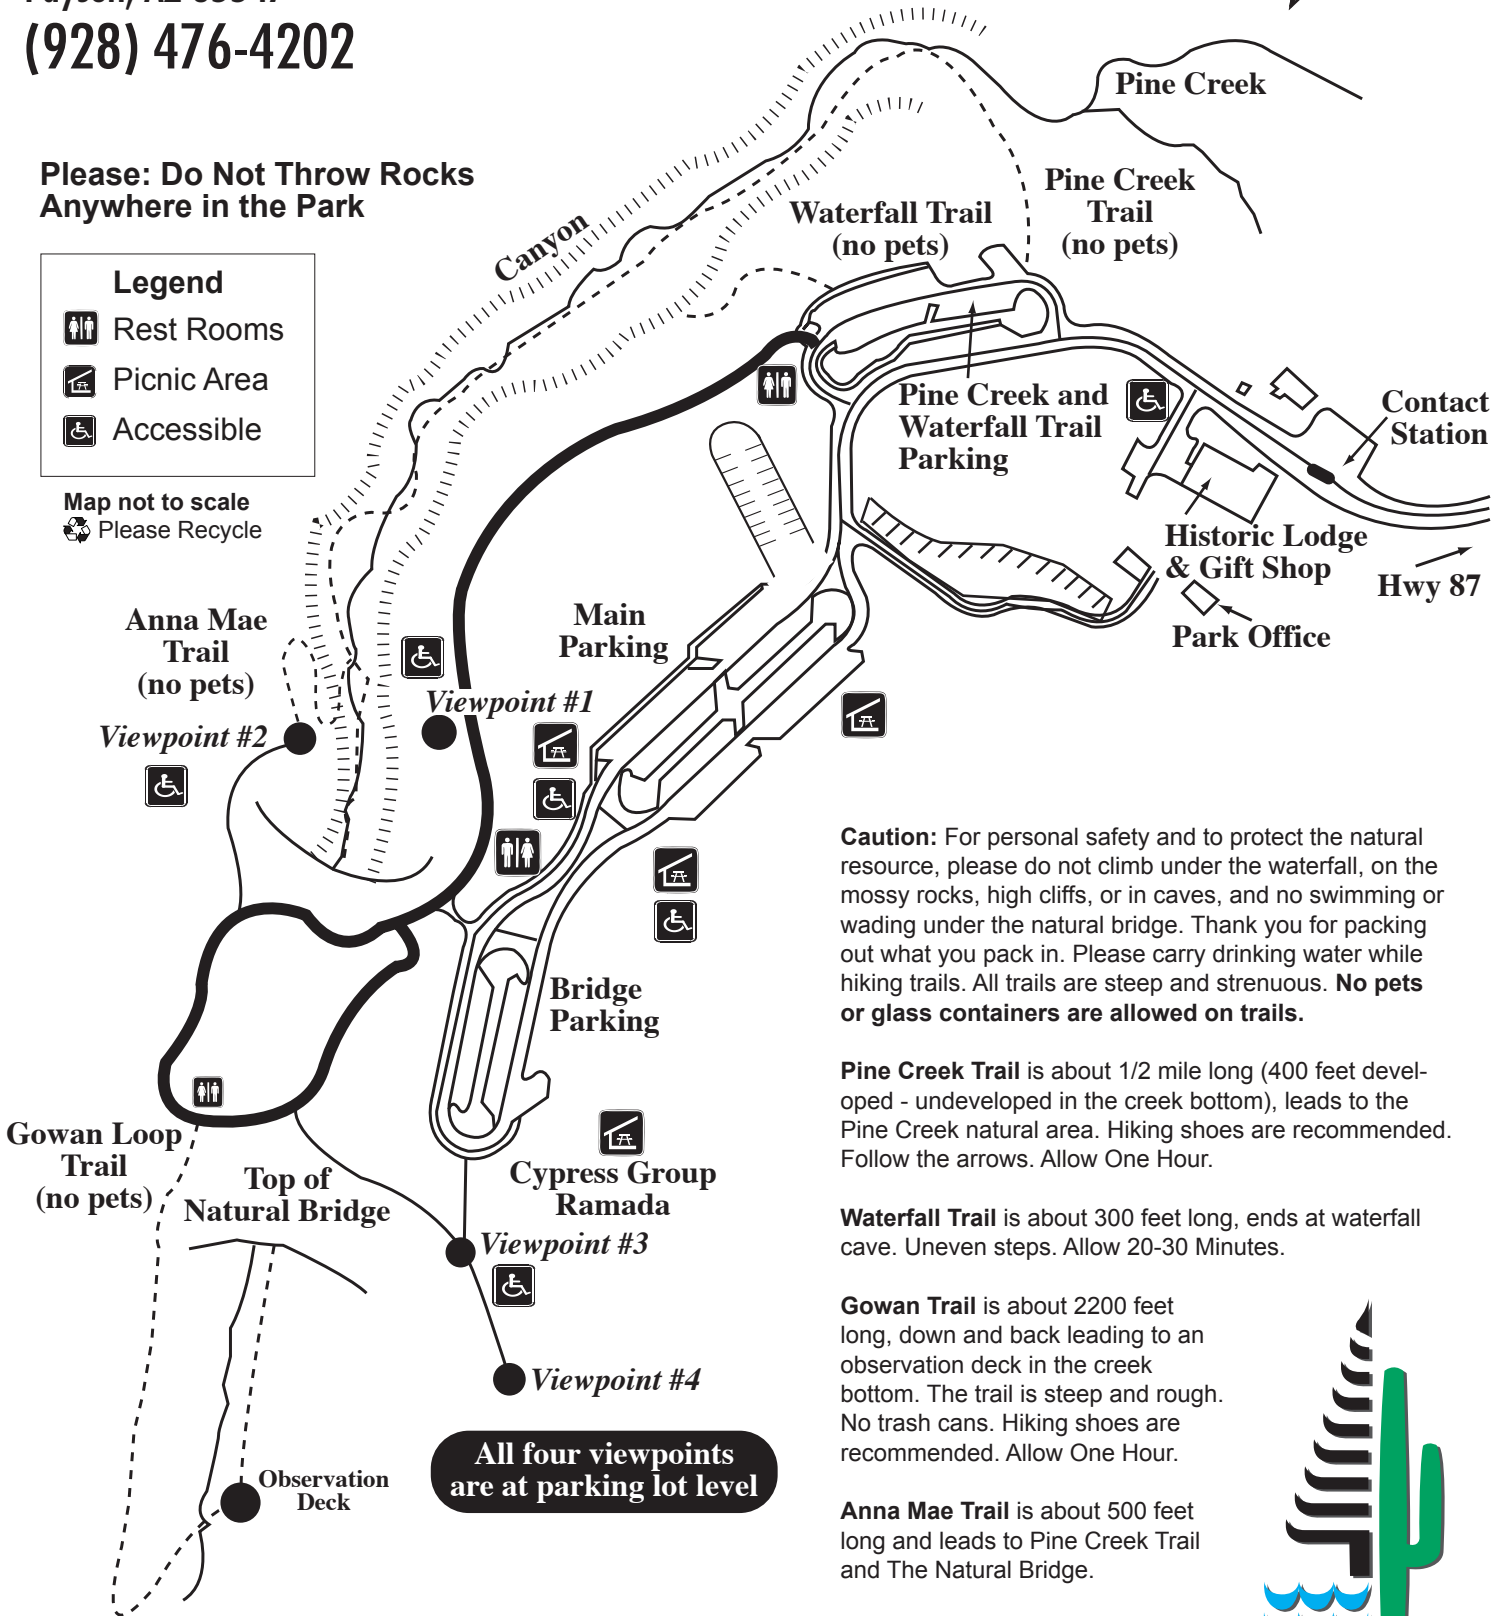 (928) 476-4202
Please: Do Not Throw Rocks
Anywhere in the Park
Legend
Rest Rooms
Picnic Area
Accessible
Map not to scale
Please Recycle
Canyon
Pine Creek
Pine Creek
Trail
(no pets)
Waterfall Trail
(no pets)
Pine Creek and
Waterfall Trail
Parking
Contact
Station
Historic Lodge
& Gift Shop
Hwy 87
Park Office
Main
Parking
Anna Mae
Trail
(no pets)
Viewpoint #1
Viewpoint #2
Bridge
Parking
Gowan Loop
Trail
(no pets)
Top of
Natural Bridge
Cypress Group
Ramada
Viewpoint #3
Viewpoint #4
Observation
Deck
All four viewpoints
are at parking lot level
Caution: For personal safety and to protect the natural
resource, please do not climb under the waterfall, on the
mossy rocks, high cliffs, or in caves, and no swimming or
wading under the natural bridge. Thank you for packing
out what you pack in. Please carry drinking water while
hiking trails. All trails are steep and strenuous. No pets
or glass containers are allowed on trails.
Pine Creek Trail is about 1/2 mile long (400 feet devel-
oped - undeveloped in the creek bottom), leads to the
Pine Creek natural area. Hiking shoes are recommended.
Follow the arrows. Allow One Hour.
Waterfall Trail is about 300 feet long, ends at waterfall
cave. Uneven steps. Allow 20-30 Minutes.
Gowan Trail is about 2200 feet
long, down and back leading to an
observation deck in the creek
bottom. The trail is steep and rough.
No trash cans. Hiking shoes are
recommended. Allow One Hour.
Anna Mae Trail is about 500 feet
long and leads to Pine Creek Trail
and The Natural Bridge.